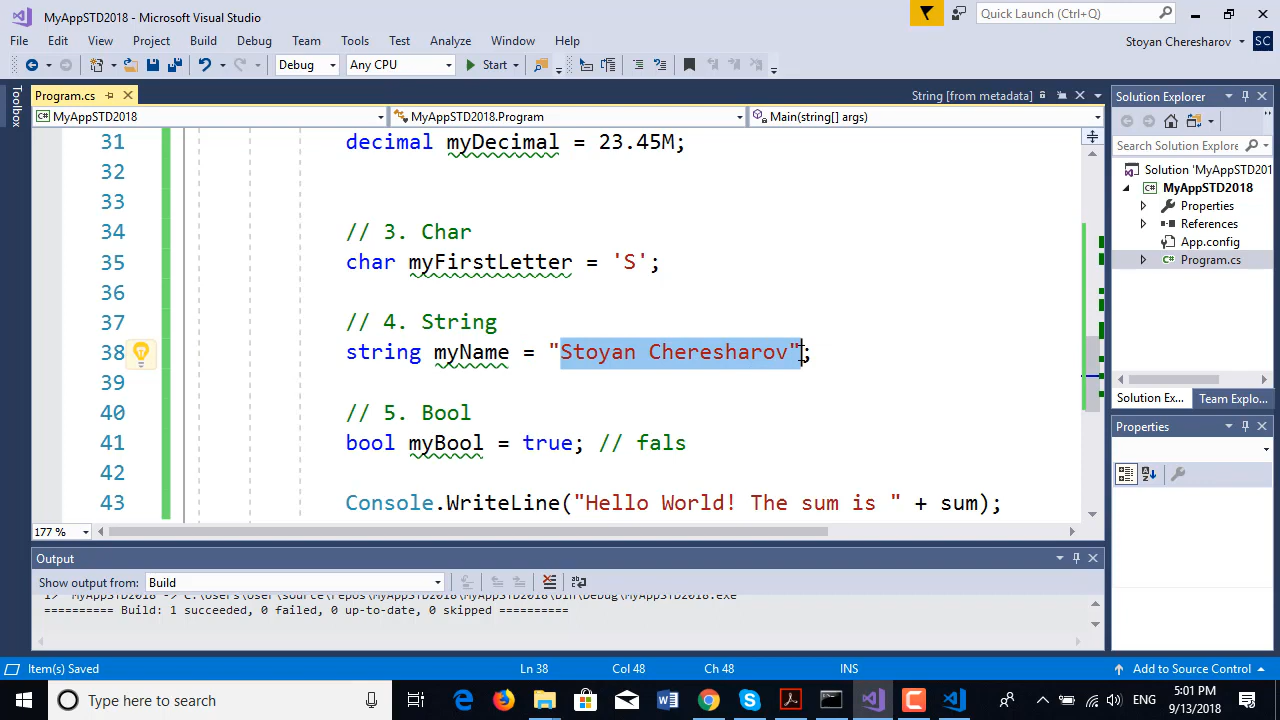 MyAppSTD2018 - Microsoft Visual Studio
Quick Launch (Ctrl+Q)
File Edit View Project Build Debug Team Tools Test Analyze Window Help
Stoyan Cheresharov SC
Debug Any CPU Start
Toolbox
Program.cs
String [from metadata]
MyAppSTD2018 MyAppSTD2018.Program Main(string[] args)
31 decimal myDecimal = 23.45M;
32
33
34 // 3. Char
35 char myFirstLetter = 'S';
36
37 // 4. String
38 string myName = "Stoyan Cheresharov";
39
40 // 5. Bool
41 bool myBool = true; // fals
42
43 Console.WriteLine("Hello World! The sum is " + sum);
177 %
Solution Explorer
Search Solution Explore
Solution 'MyAppSTD201
MyAppSTD2018
Properties
References
App.config
Program.cs
Solution Ex... Team Explo...
Properties
Output
Show output from: Build
1> MyAppSTD2018 -> C:\Users\User\source\repos\MyAppSTD2018\bin\Debug\MyAppSTD2018.exe
========== Build: 1 succeeded, 0 failed, 0 up-to-date, 0 skipped ==========
Item(s) Saved Ln 38 Col 48 Ch 48 INS Add to Source Control
Type here to search
ENG
5:01 PM
9/13/2018